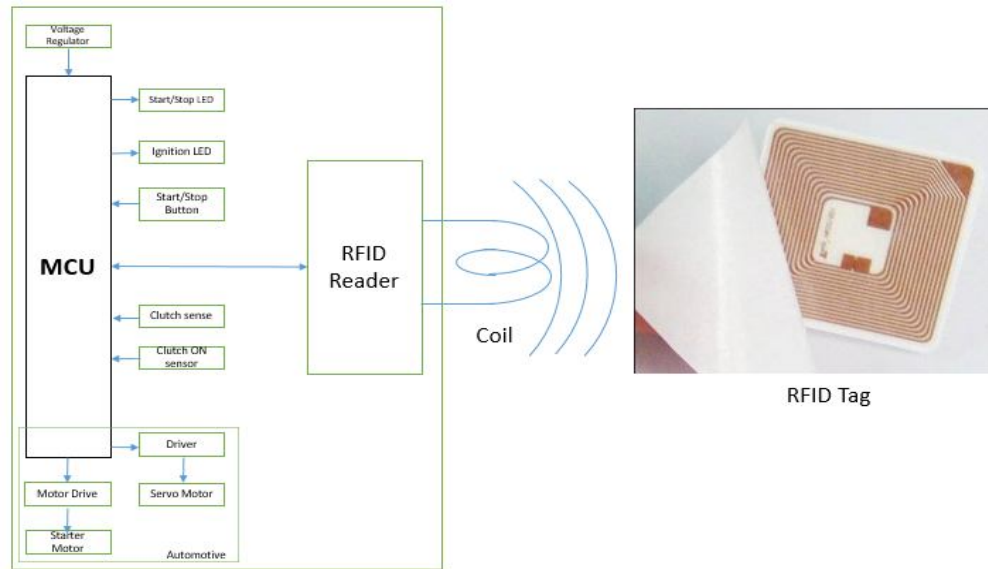 Voltage
Regulator
Start/Stop LED
Ignition LED
Start/Stop
Button
MCU
RFID
Reader
Clutch sense
Clutch ON
sensor
Coil
RFID Tag
Driver
Motor Drive
Servo Motor
Starter
Motor
Automotive